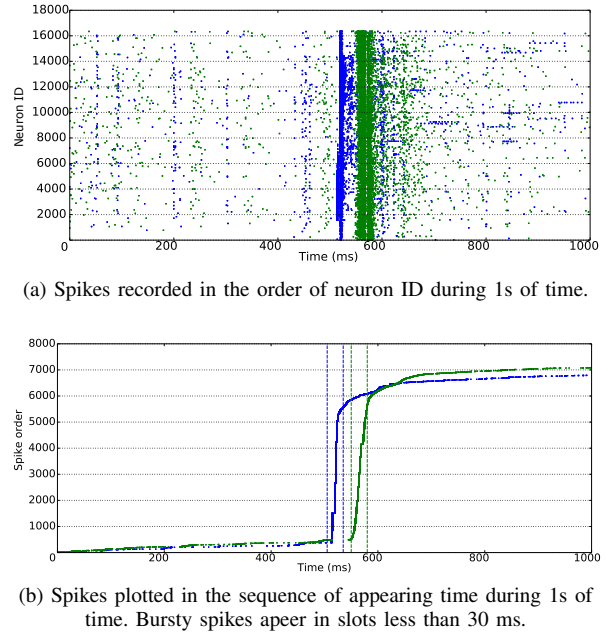 18000
16000
14000
12000
10000
8000
6000
4000
2000
Neuron ID
0 200 400 600 800 1000
Time (ms)
(a) Spikes recorded in the order of neuron ID during 1s of time.
8000
7000
6000
5000
4000
3000
2000
1000
0
Spike order
200 400 600 800 1000
Time (ms)
(b) Spikes plotted in the sequence of appearing time during 1s of
time. Bursty spikes apeer in slots less than 30 ms.